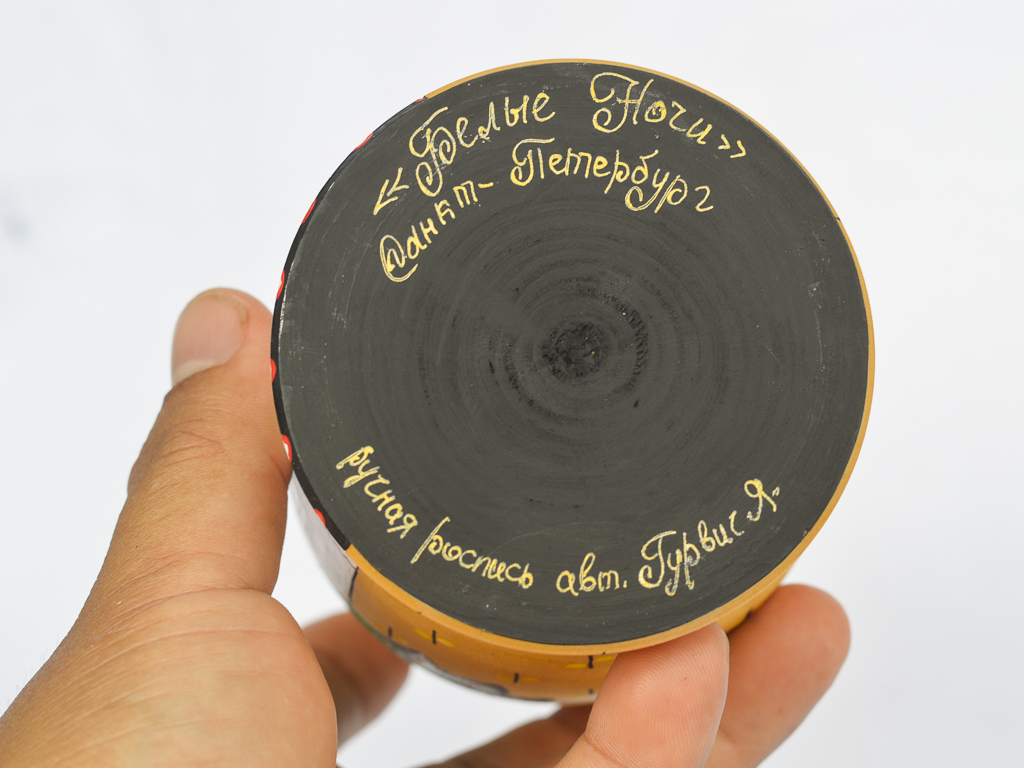 «Белые Ночи»
Санкт-Петербург
ручная роспись авт. Гурвич Я.